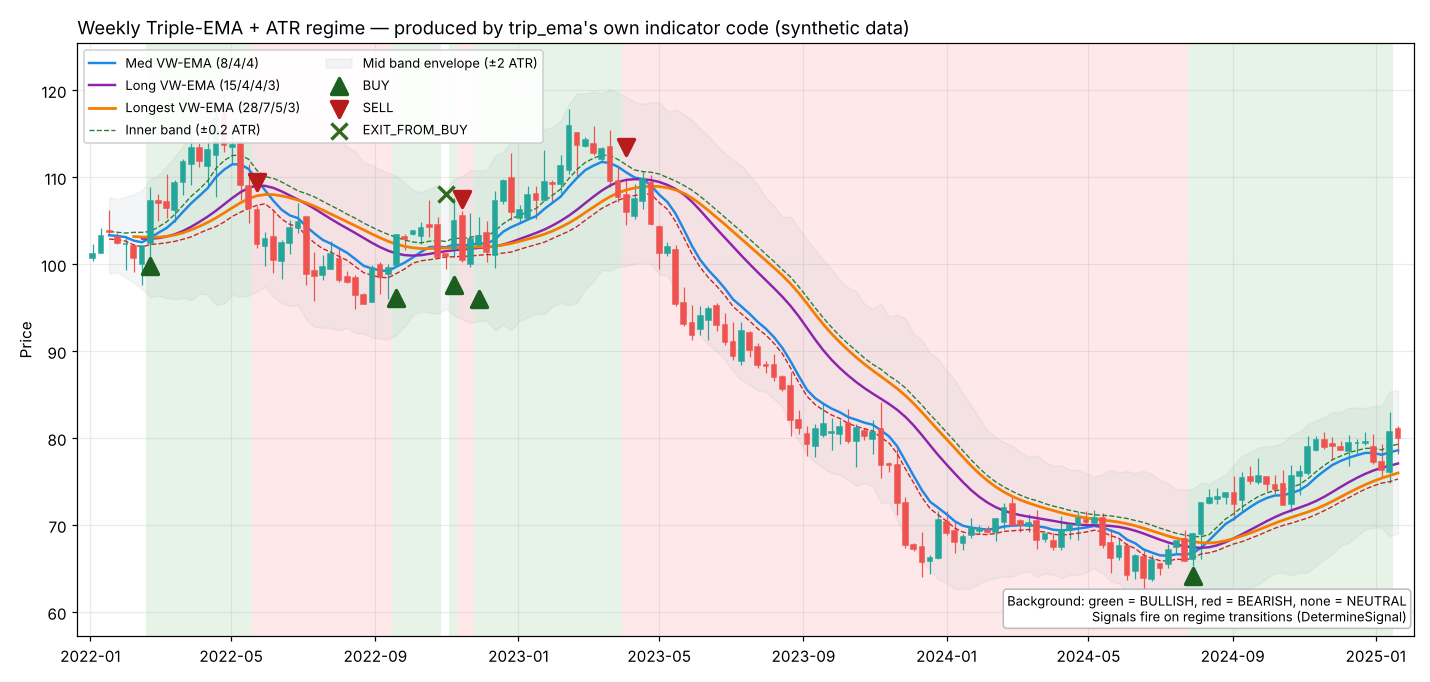 Weekly Triple-EMA + ATR regime — produced by trip_ema's own indicator code (synthetic data)
Med VW-EMA (8/4/4)
Long VW-EMA (15/4/4/3)
Longest VW-EMA (28/7/5/3)
Inner band (±0.2 ATR)
Mid band envelope (±2 ATR)
BUY
SELL
EXIT_FROM_BUY
Price
120
110
100
90
80
70
60
Background: green = BULLISH, red = BEARISH, none = NEUTRAL
Signals fire on regime transitions (DetermineSignal)
2022-01 2022-05 2022-09 2023-01 2023-05 2023-09 2024-01 2024-05 2024-09 2025-01